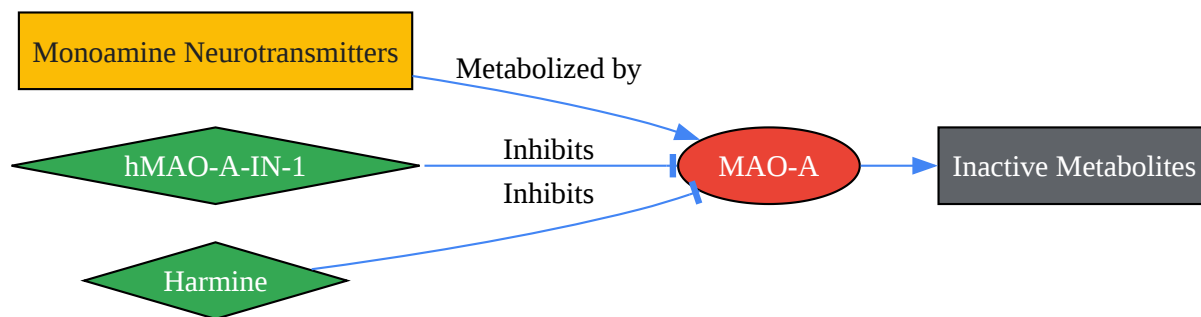 Monoamine Neurotransmitters
Metabolized by
hMAO-A-IN-1
Inhibits
MAO-A
Inactive Metabolites
Inhibits
Harmine